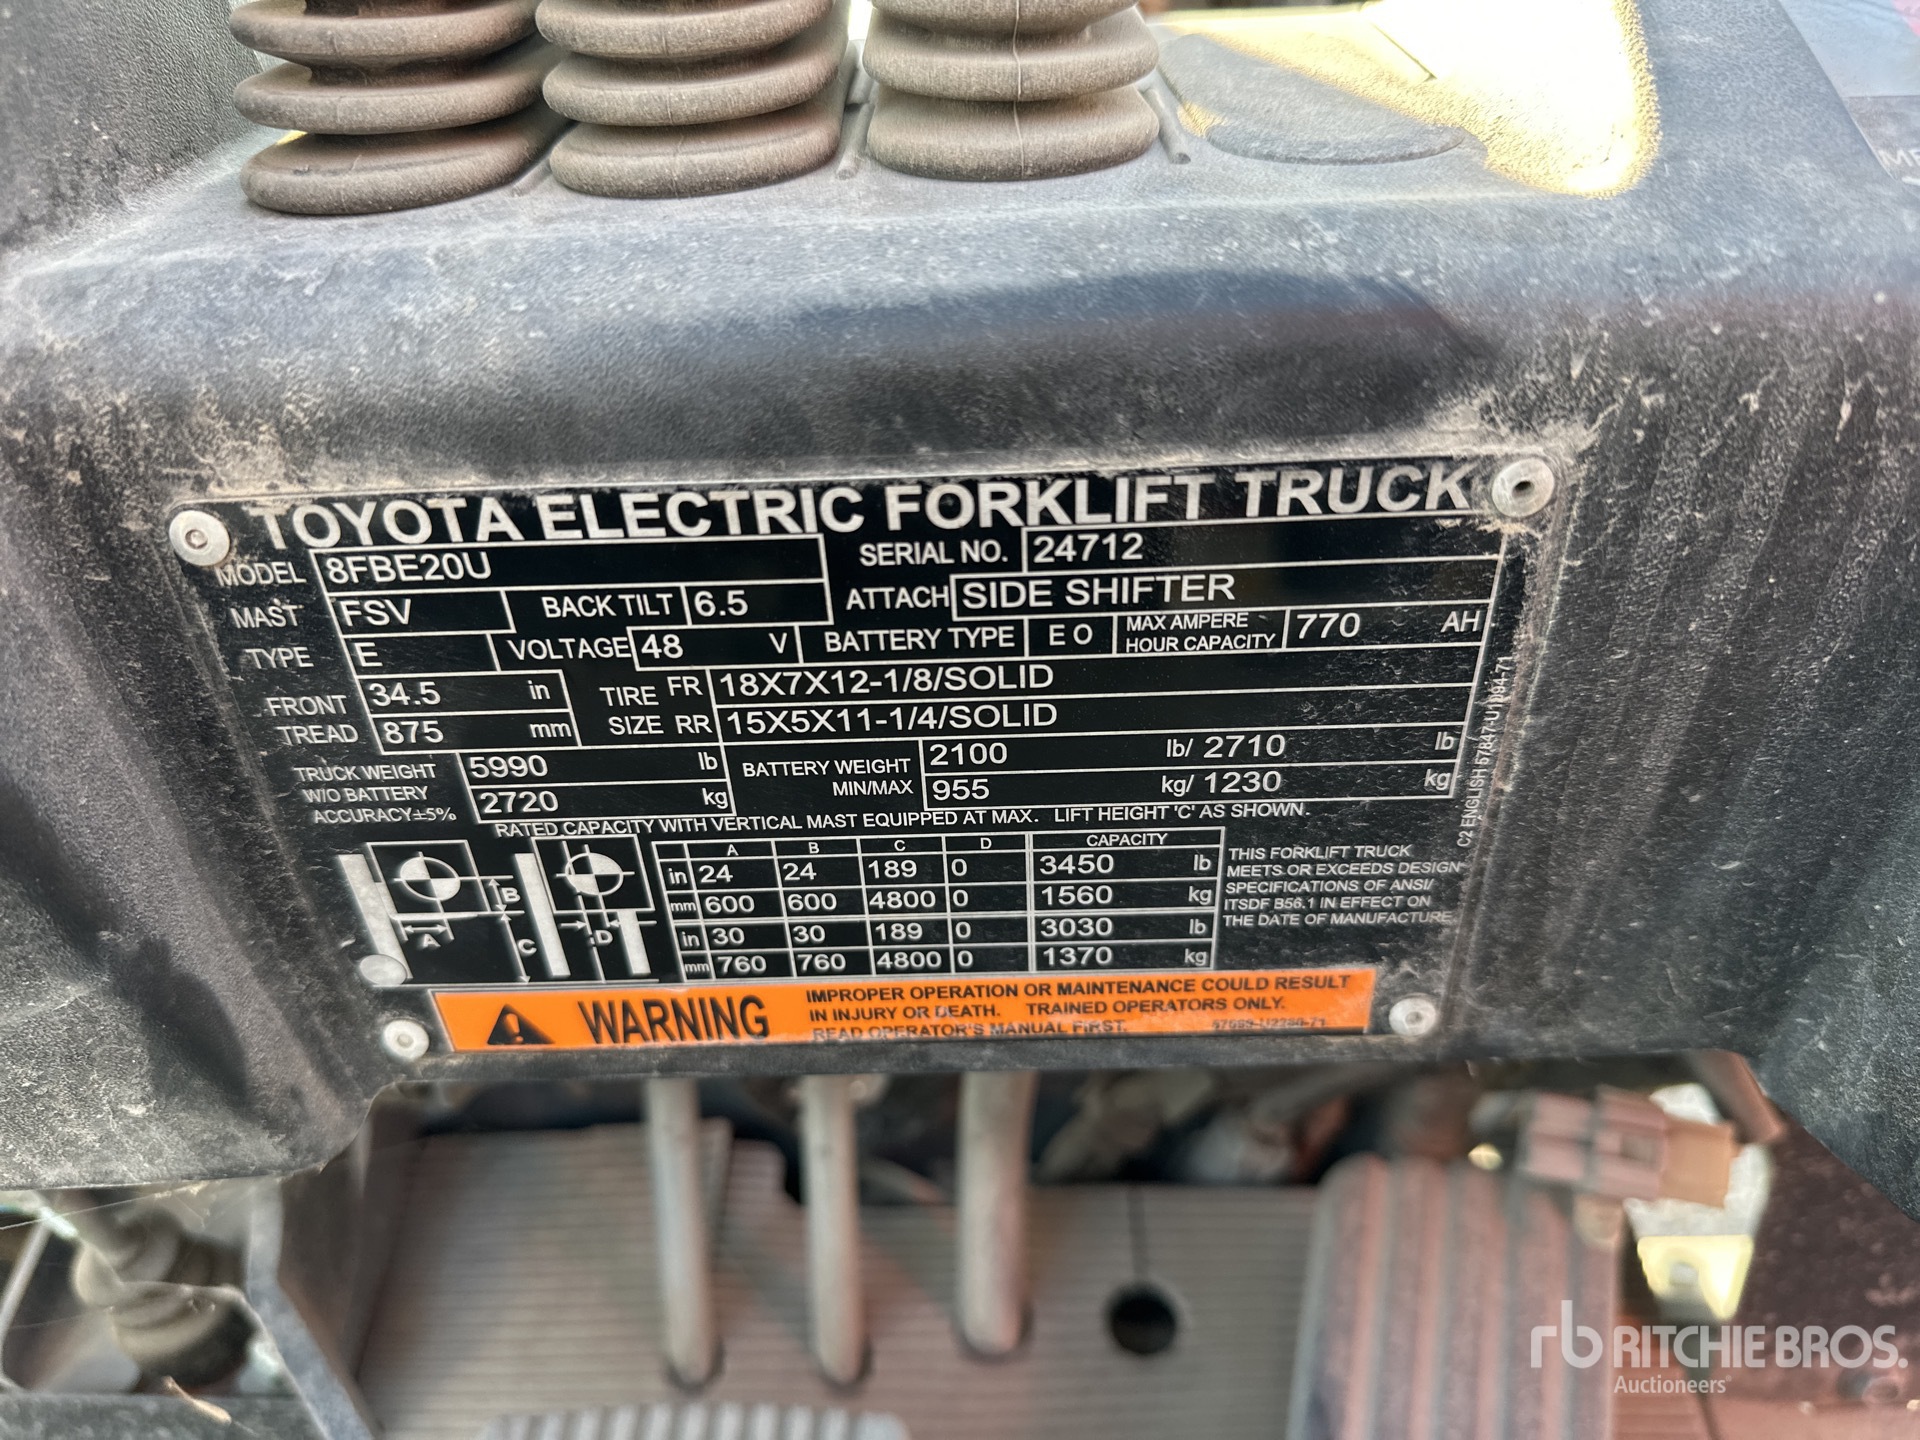 TOYOTA ELECTRIC FORKLIFT TRUCK
MODEL 8FBE20U SERIAL NO. 24712
MAST FSV BACK TILT 6.5 ATTACH SIDE SHIFTER
TYPE E VOLTAGE 48 V BATTERY TYPE E O MAX AMPERE HOUR CAPACITY 770 AH
FRONT TREAD 34.5 in TIRE SIZE FR 18X7X12-1/8/SOLID
875 mm RR 15X5X11-1/4/SOLID
TRUCK WEIGHT W/O BATTERY ACCURACY±5% 5990 lb BATTERY WEIGHT MIN/MAX 2100 lb/ 2710 lb
2720 kg 955 kg/ 1230 kg
RATED CAPACITY WITH VERTICAL MAST EQUIPPED AT MAX. LIFT HEIGHT 'C' AS SHOWN.
A B C D CAPACITY
in 24 24 189 0 3450 lb
mm 600 600 4800 0 1560 kg
in 30 30 189 0 3030 lb
mm 760 760 4800 0 1370 kg
A B C D
THIS FORKLIFT TRUCK
MEETS OR EXCEEDS DESIGN
SPECIFICATIONS OF ANSI/
ITSDF B56.1 IN EFFECT ON
THE DATE OF MANUFACTURE.
C2 ENGLISH 57847-U1094-71
WARNING
IMPROPER OPERATION OR MAINTENANCE COULD RESULT
IN INJURY OR DEATH. TRAINED OPERATORS ONLY.
READ OPERATOR'S MANUAL FIRST.
rb RITCHIE BROS.
Auctioneers